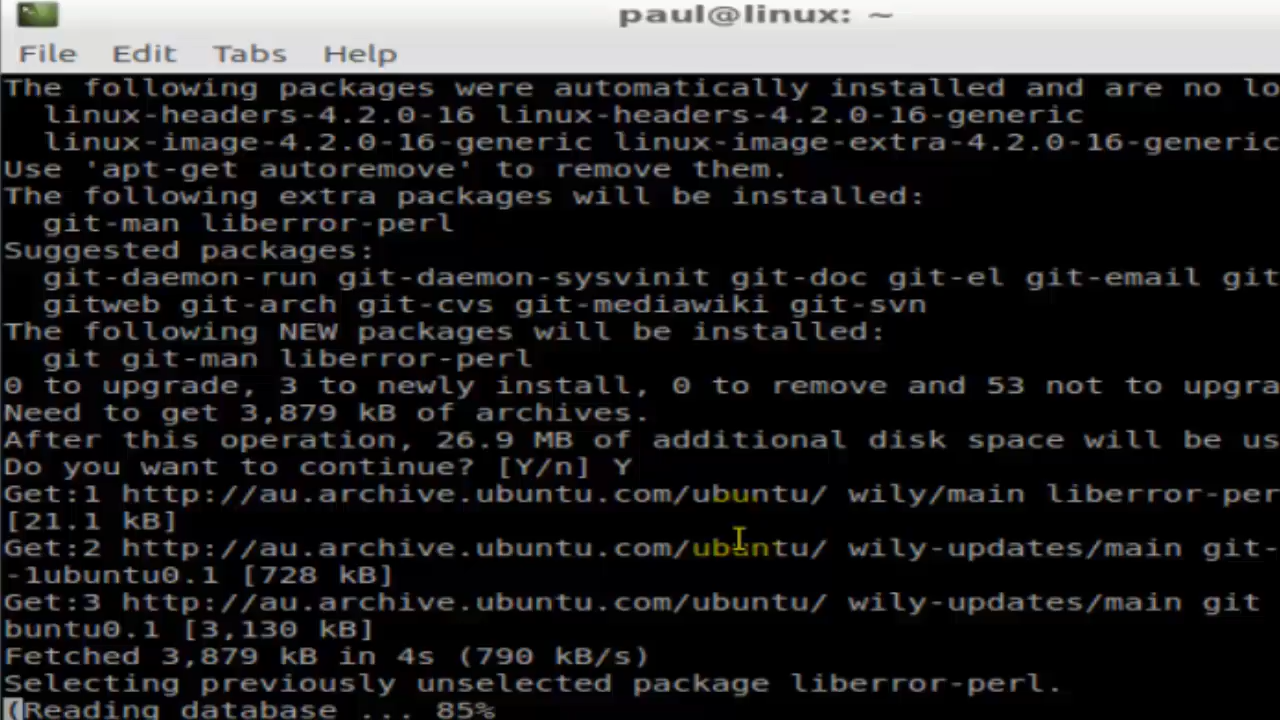 paul@linux: ~
File Edit Tabs Help
The following packages were automatically installed and are no lo
linux-headers-4.2.0-16 linux-headers-4.2.0-16-generic
linux-image-4.2.0-16-generic linux-image-extra-4.2.0-16-generic
Use 'apt-get autoremove' to remove them.
The following extra packages will be installed:
git-man liberror-perl
Suggested packages:
git-daemon-run git-daemon-sysvinit git-doc git-el git-email git
gitweb git-arch git-cvs git-mediawiki git-svn
The following NEW packages will be installed:
git git-man liberror-perl
0 to upgrade, 3 to newly install, 0 to remove and 53 not to upgra
Need to get 3,879 kB of archives.
After this operation, 26.9 MB of additional disk space will be us
Do you want to continue? [Y/n] Y
Get:1 http://au.archive.ubuntu.com/ubuntu/ wily/main liberror-per
[21.1 kB]
Get:2 http://au.archive.ubuntu.com/ubuntu/ wily-updates/main git-
-1ubuntu0.1 [728 kB]
Get:3 http://au.archive.ubuntu.com/ubuntu/ wily-updates/main git
buntu0.1 [3,130 kB]
Fetched 3,879 kB in 4s (790 kB/s)
Selecting previously unselected package liberror-perl.
(Reading database ... 85%